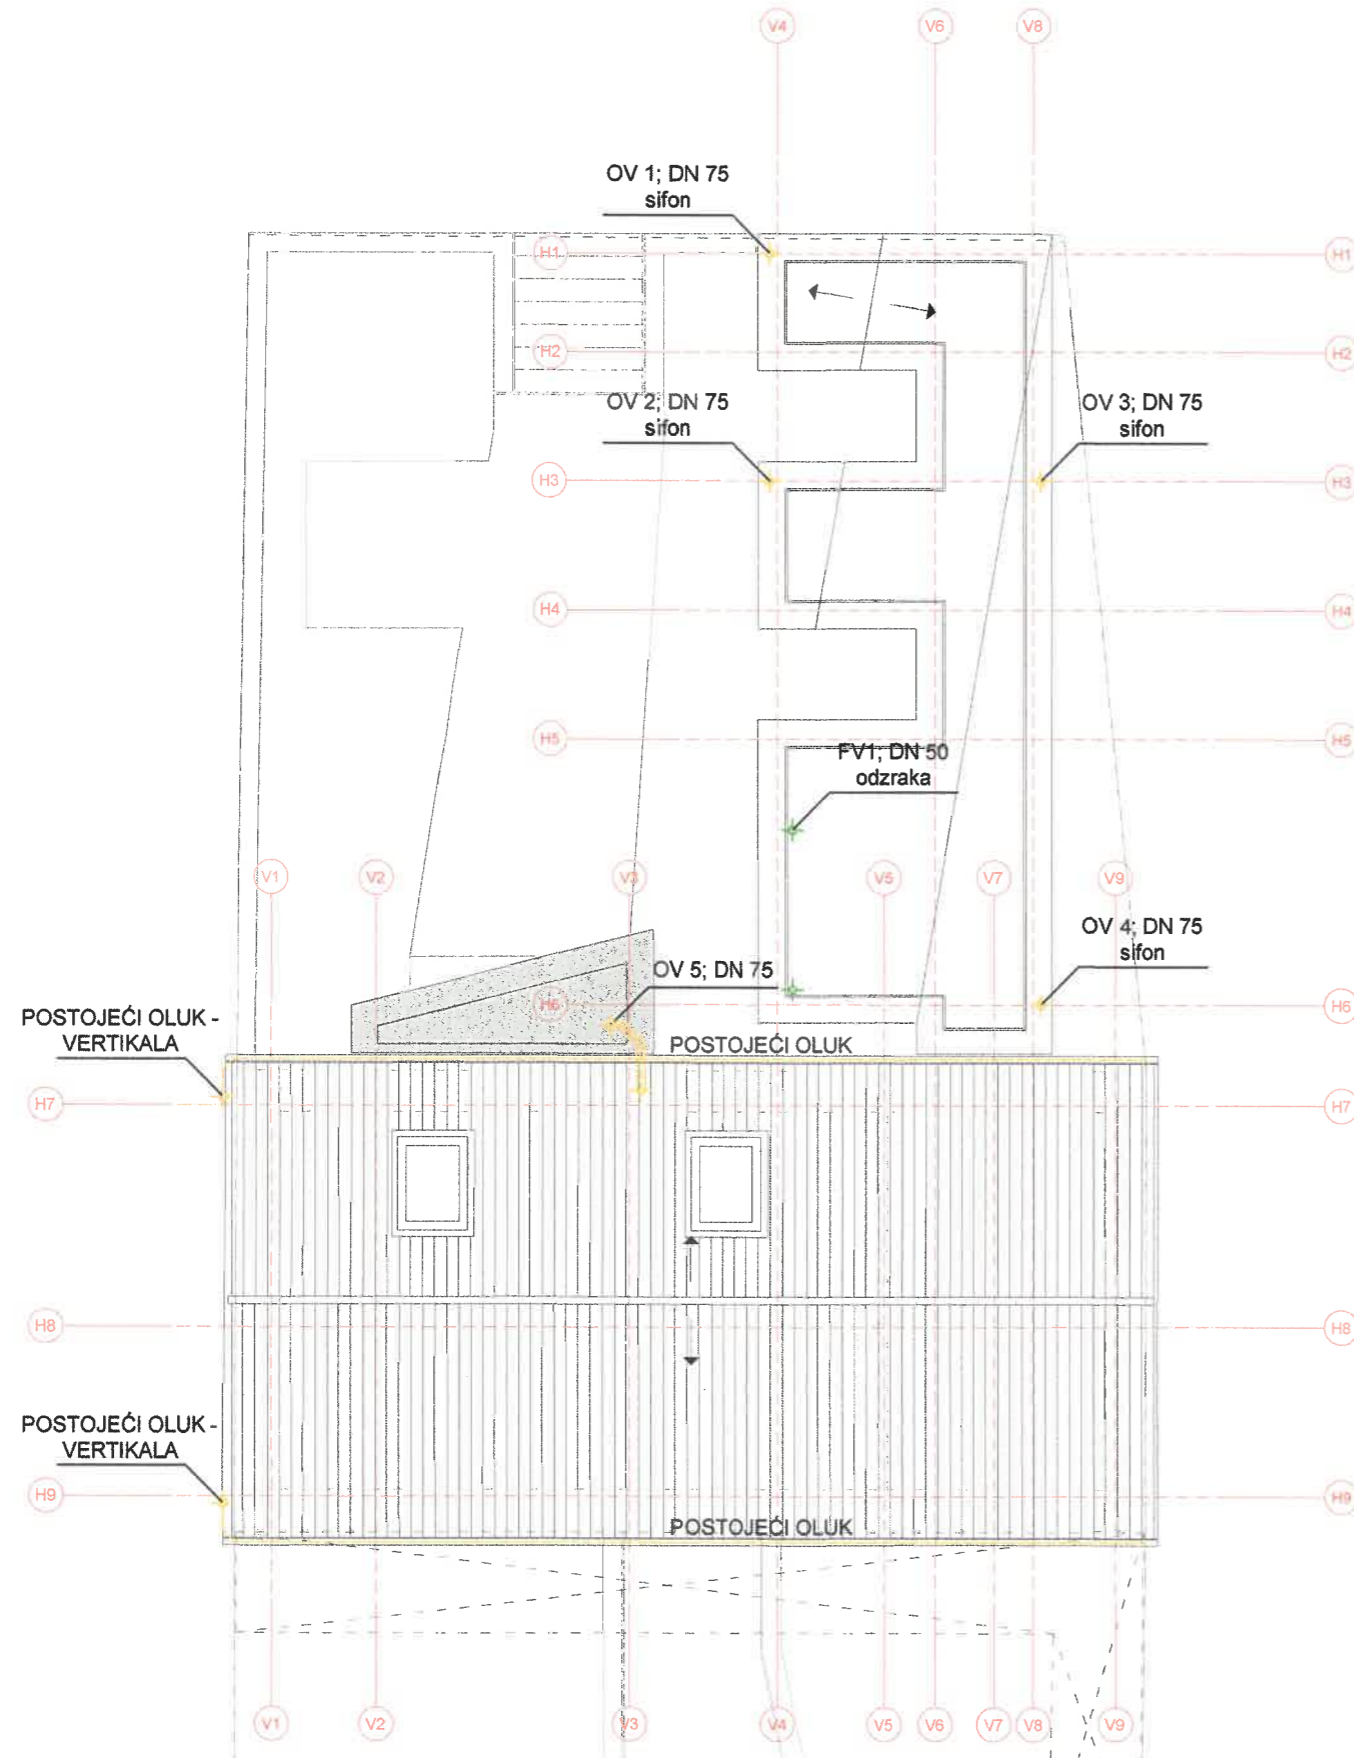 V4 V6 V8
OV 1; DN 75
sifon
H1 H1
H2 H2
OV 2; DN 75
sifon
OV 3; DN 75
sifon
H3 H3
H4 H4
H5 H5
FV1; DN 50
odzraka
V1 V2 V3 V5 V7 V9
OV 4; DN 75
sifon
OV 5; DN 75
H6 H6
POSTOJEĆI OLUK -
VERTIKALA
POSTOJEĆI OLUK
H7 H7
H8 H8
POSTOJEĆI OLUK -
VERTIKALA
H9 H9
POSTOJEĆI OLUK
V1 V2 V3 V4 V5 V6 V7 V8 V9